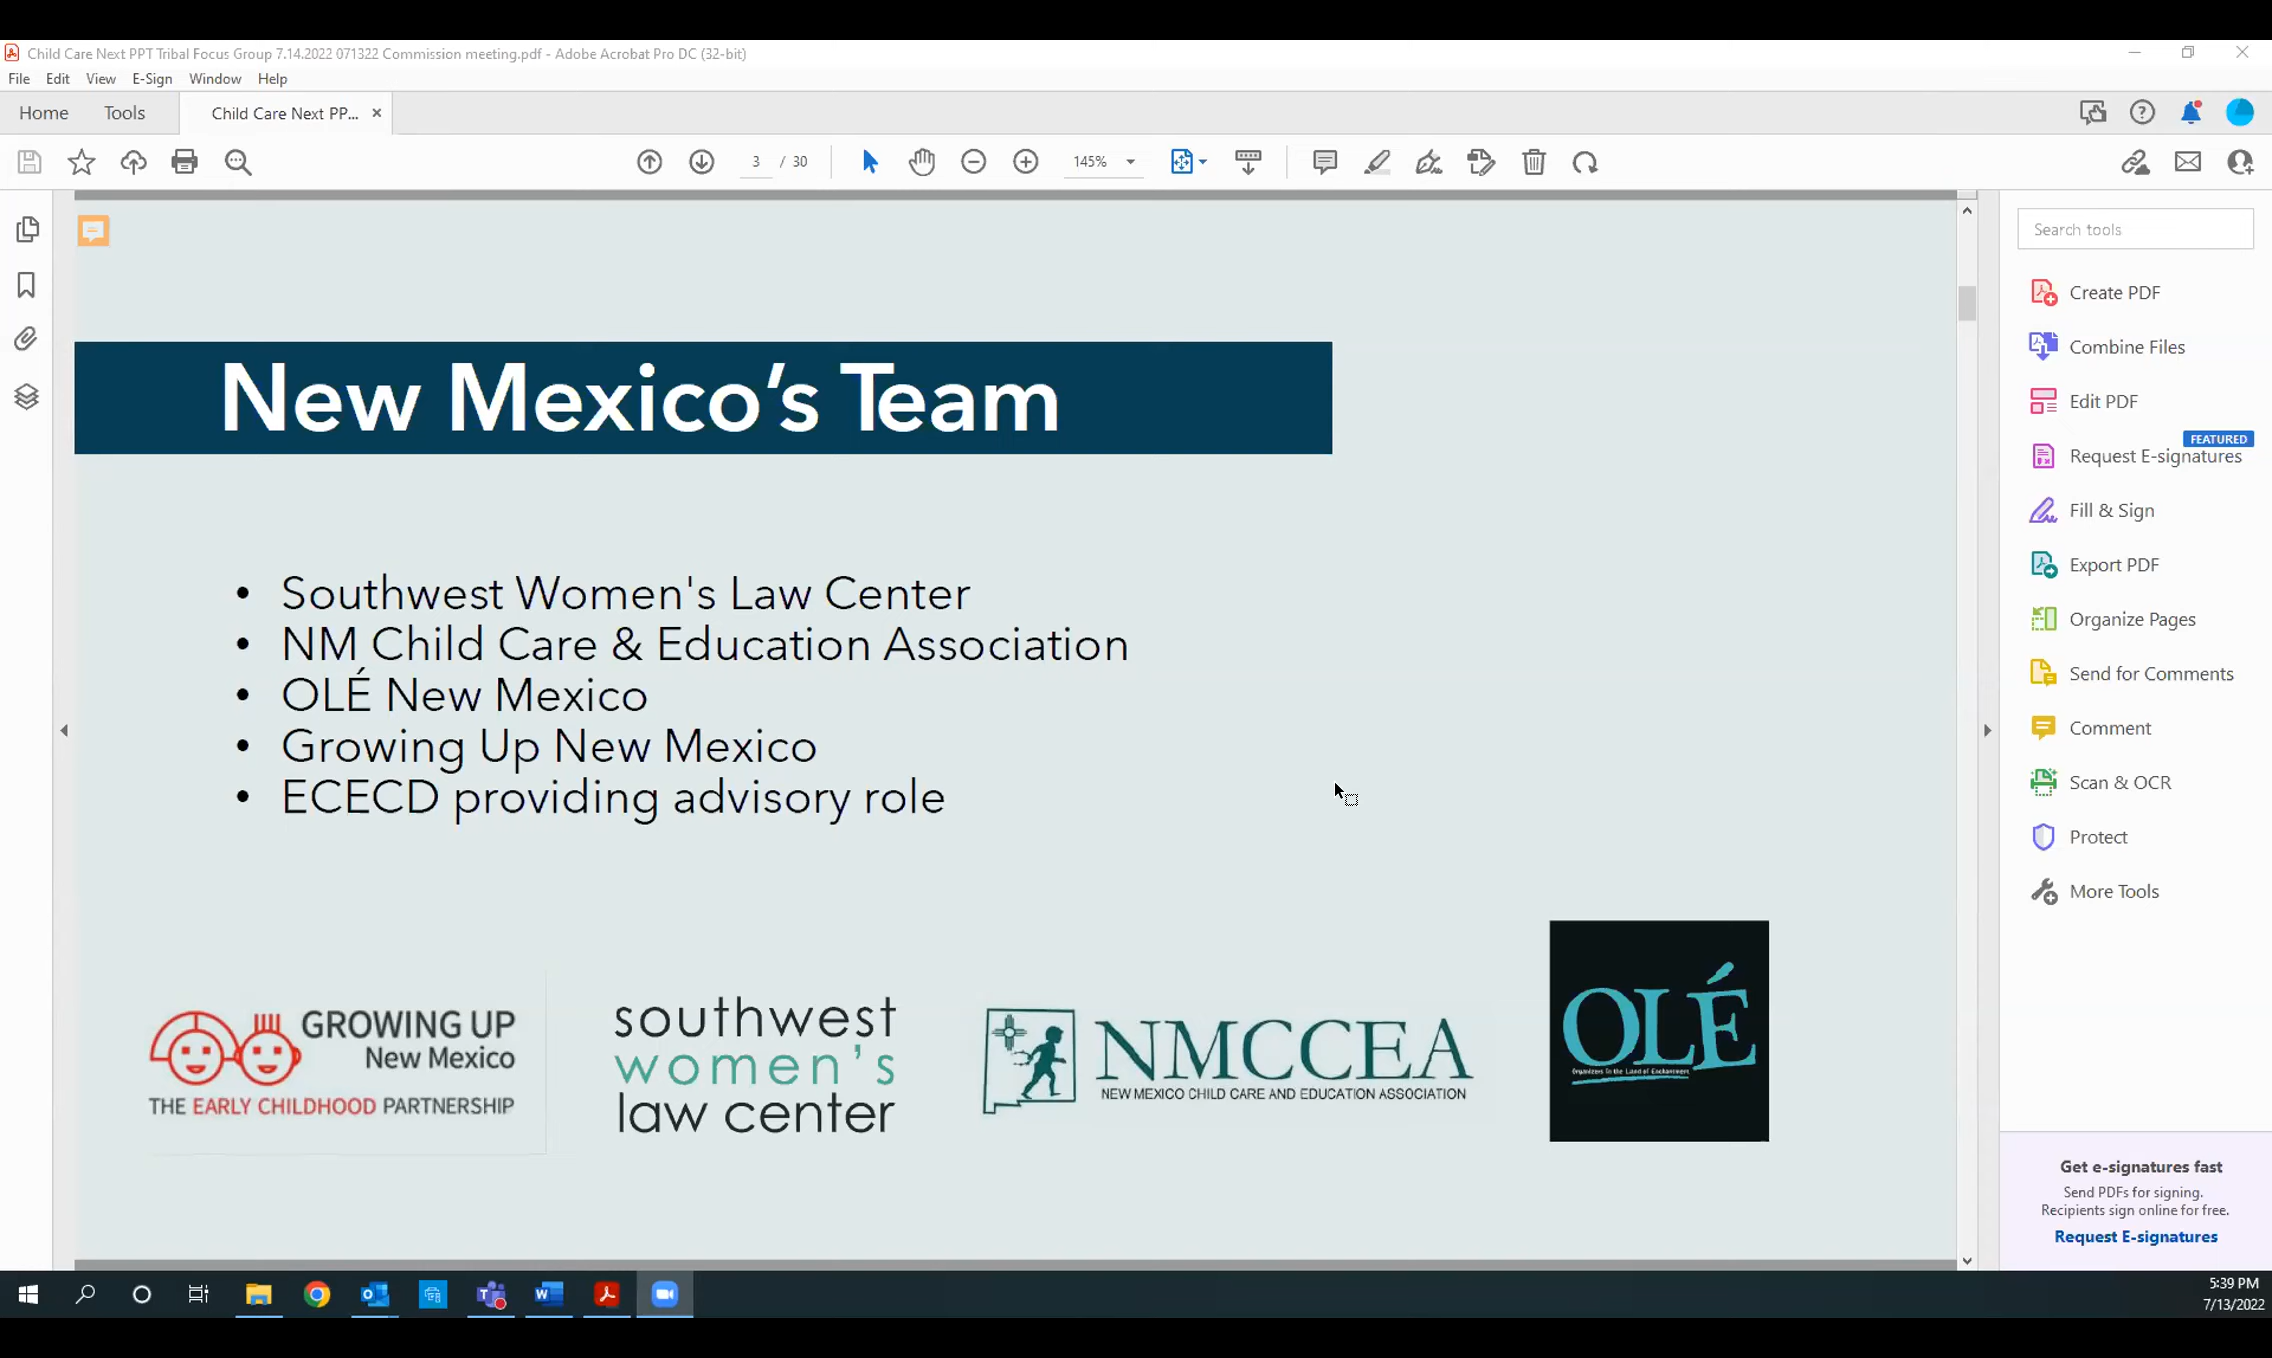 Child Care Next PPT Tribal Focus Group 7.14.2022 071322 Commission meeting.pdf - Adobe Acrobat Pro DC (32-bit)
File Edit View E-Sign Window Help
Home Tools Child Care Next PP...
3 / 30 145%
New Mexico's Team
• Southwest Women's Law Center
• NM Child Care & Education Association
• OLÉ New Mexico
• Growing Up New Mexico
• ECECD providing advisory role
GROWING UP
New Mexico
THE EARLY CHILDHOOD PARTNERSHIP
southwest
women's
law center
NMCCEA
NEW MEXICO CHILD CARE AND EDUCATION ASSOCIATION
OLÉ
Organizers in the Land of Enchantment
Search tools
Create PDF
Combine Files
Edit PDF
FEATURED
Request E-signatures
Fill & Sign
Export PDF
Organize Pages
Send for Comments
Comment
Scan & OCR
Protect
More Tools
Get e-signatures fast
Send PDFs for signing.
Recipients sign online for free.
Request E-signatures
5:39 PM
7/13/2022